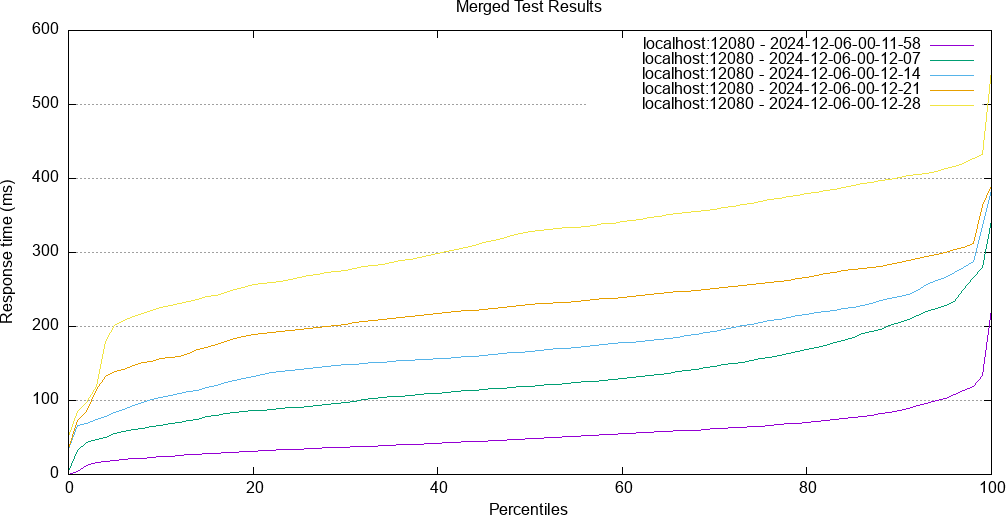 Merged Test Results
600
500
400
300
200
100
0
Response time (ms)
localhost:12080 - 2024-12-06-00-11-58
localhost:12080 - 2024-12-06-00-12-07
localhost:12080 - 2024-12-06-00-12-14
localhost:12080 - 2024-12-06-00-12-21
localhost:12080 - 2024-12-06-00-12-28
0 20 40 60 80 100
Percentiles